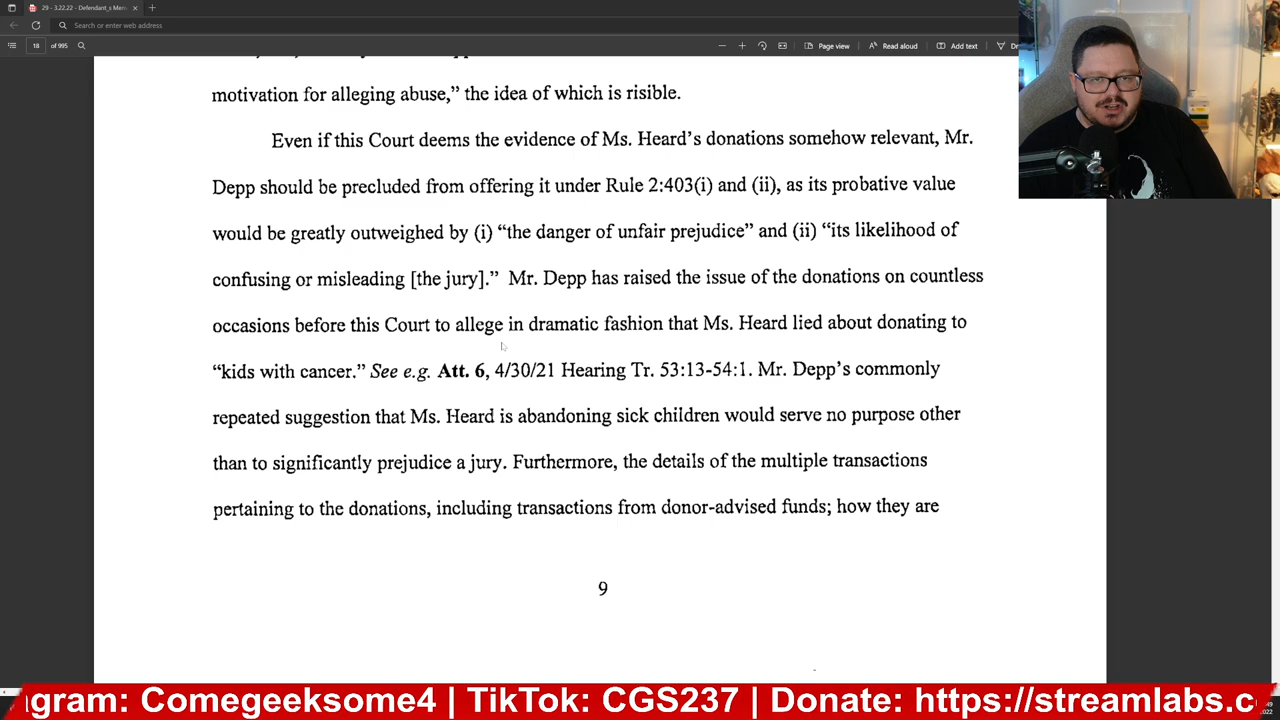 29 - 3.22.22 - Defendant_s Mem
Search or enter web address
18 of 995
Page view
Read aloud
Add text
motivation for alleging abuse,” the idea of which is risible.
Even if this Court deems the evidence of Ms. Heard’s donations somehow relevant, Mr.
Depp should be precluded from offering it under Rule 2:403(i) and (ii), as its probative value
would be greatly outweighed by (i) “the danger of unfair prejudice” and (ii) “its likelihood of
confusing or misleading [the jury].” Mr. Depp has raised the issue of the donations on countless
occasions before this Court to allege in dramatic fashion that Ms. Heard lied about donating to
“kids with cancer.” See e.g. Att. 6, 4/30/21 Hearing Tr. 53:13-54:1. Mr. Depp’s commonly
repeated suggestion that Ms. Heard is abandoning sick children would serve no purpose other
than to significantly prejudice a jury. Furthermore, the details of the multiple transactions
pertaining to the donations, including transactions from donor-advised funds; how they are
9
gram: Comegeeksome4 | TikTok: CGS237 | Donate: https://streamlabs.c